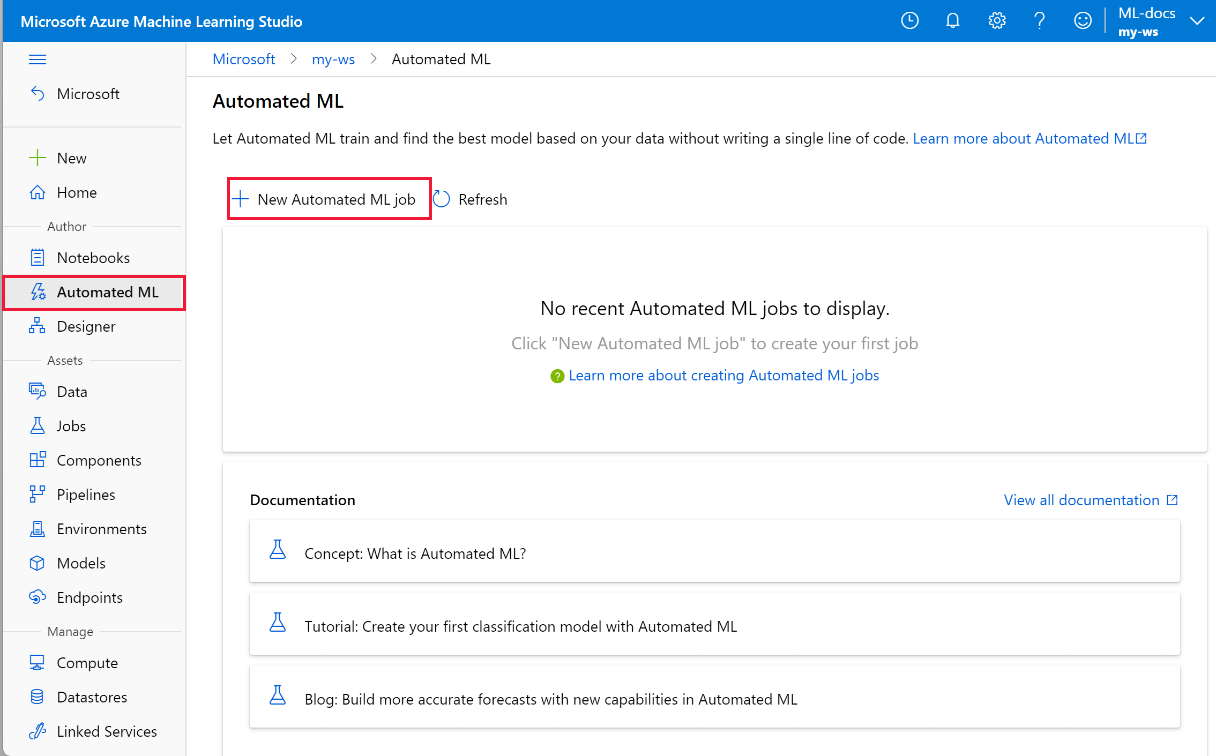 Microsoft Azure Machine Learning Studio
ML-docs
my-ws
Microsoft
New
Home
Author
Notebooks
Automated ML
Designer
Assets
Data
Jobs
Components
Pipelines
Environments
Models
Endpoints
Manage
Compute
Datastores
Linked Services
Microsoft > my-ws > Automated ML
Automated ML
Let Automated ML train and find the best model based on your data without writing a single line of code. Learn more about Automated ML
New Automated ML job Refresh
No recent Automated ML jobs to display.
Click "New Automated ML job" to create your first job
Learn more about creating Automated ML jobs
Documentation View all documentation
Concept: What is Automated ML?
Tutorial: Create your first classification model with Automated ML
Blog: Build more accurate forecasts with new capabilities in Automated ML